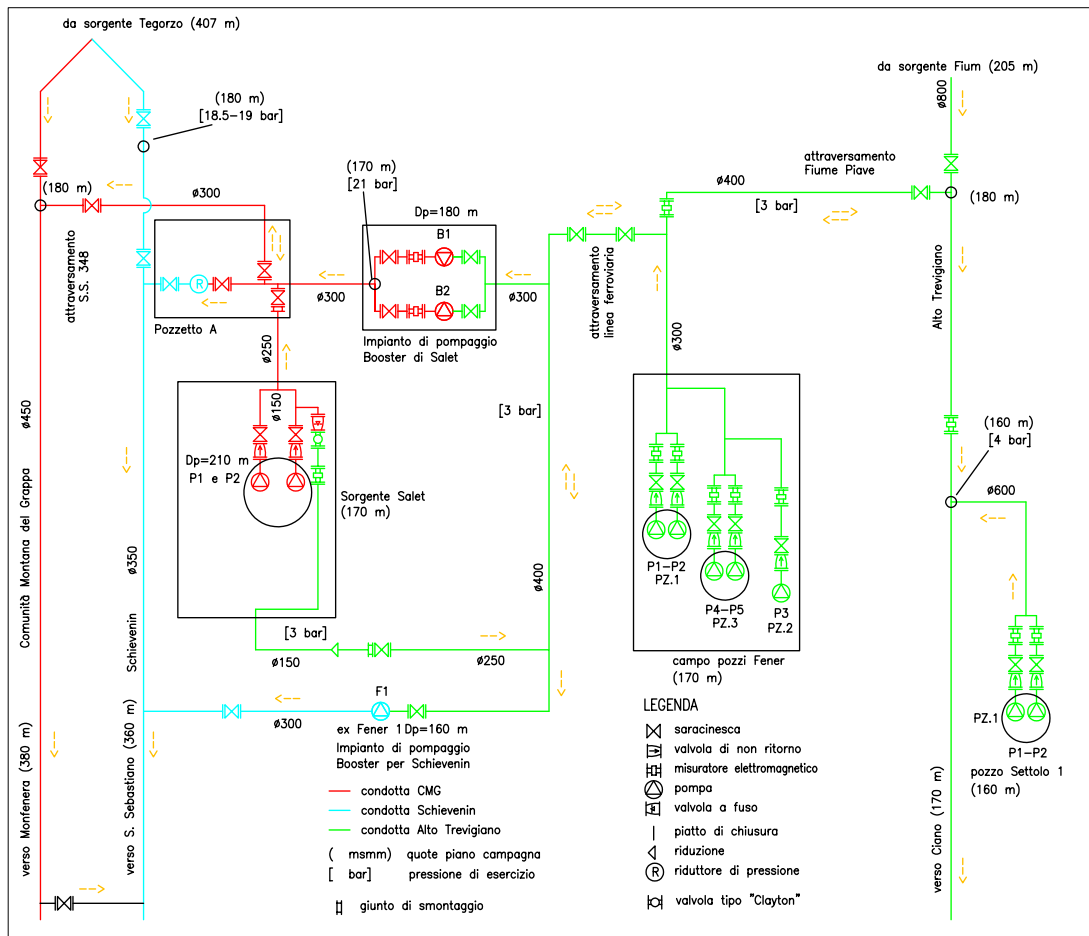 da sorgente Tegorzo (407 m)
(180 m)
[18.5-19 bar]
(180 m)
ø300
attraversamento
S.S. 348
Pozzetto A
R
ø250
(170 m)
[21 bar]
Dp=180 m
B1
B2
ø300
ø300
Impianto di pompaggio
Booster di Salet
da sorgente Fium (205 m)
ø800
attraversamento
Fiume Piave
ø400
[3 bar]
(180 m)
Alto Trevigiano
attraversamento
linea ferroviaria
ø300
[3 bar]
ø150
Dp=210 m
P1 e P2
Sorgente Salet
(170 m)
ø450
Comunità Montana del Grappa
verso Monfenera (380 m)
ø350
Schievenin
verso S. Sebastiano (360 m)
ø400
[3 bar]
ø150
ø250
P1-P2
PZ.1
P4-P5
PZ.3
P3
PZ.2
campo pozzi Fener
(170 m)
(160 m)
[4 bar]
ø600
PZ.1
P1-P2
pozzo Settolo 1
(160 m)
verso Ciano (170 m)
F1
ø300
ex Fener 1 Dp=160 m
Impianto di pompaggio
Booster per Schievenin
condotta CMG
condotta Schievenin
condotta Alto Trevigiano
( msmm) quote piano campagna
[ bar] pressione di esercizio
giunto di smontaggio
LEGENDA
saracinesca
valvola di non ritorno
misuratore elettromagnetico
pompa
valvola a fuso
piatto di chiusura
riduzione
R riduttore di pressione
valvola tipo "Clayton"